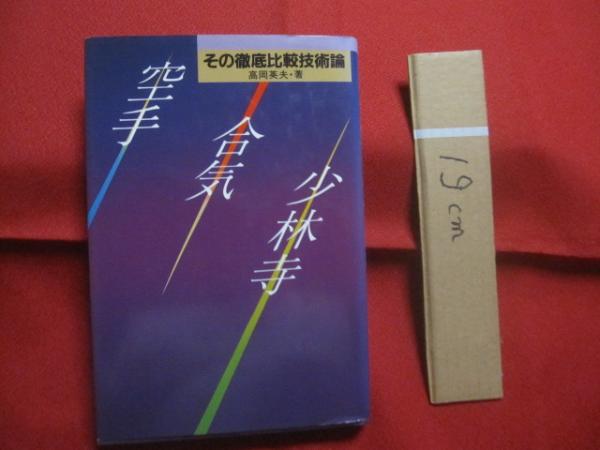 その徹底比較技術論
高岡英夫・著
空手
合気
少林寺
19cm